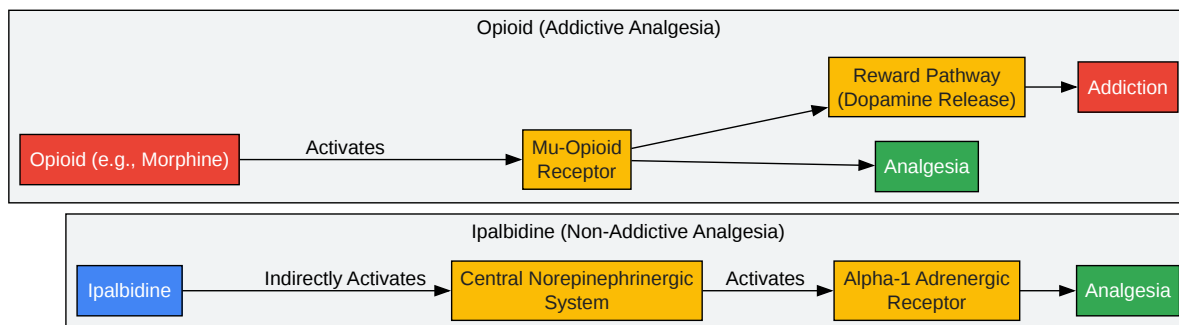 Opioid (Addictive Analgesia)
Reward Pathway
(Dopamine Release)
Addiction
Opioid (e.g., Morphine)
Activates
Mu-Opioid
Receptor
Analgesia
Ipalbidine (Non-Addictive Analgesia)
Ipalbidine
Indirectly Activates
Central Norepinephrinergic
System
Activates
Alpha-1 Adrenergic
Receptor
Analgesia